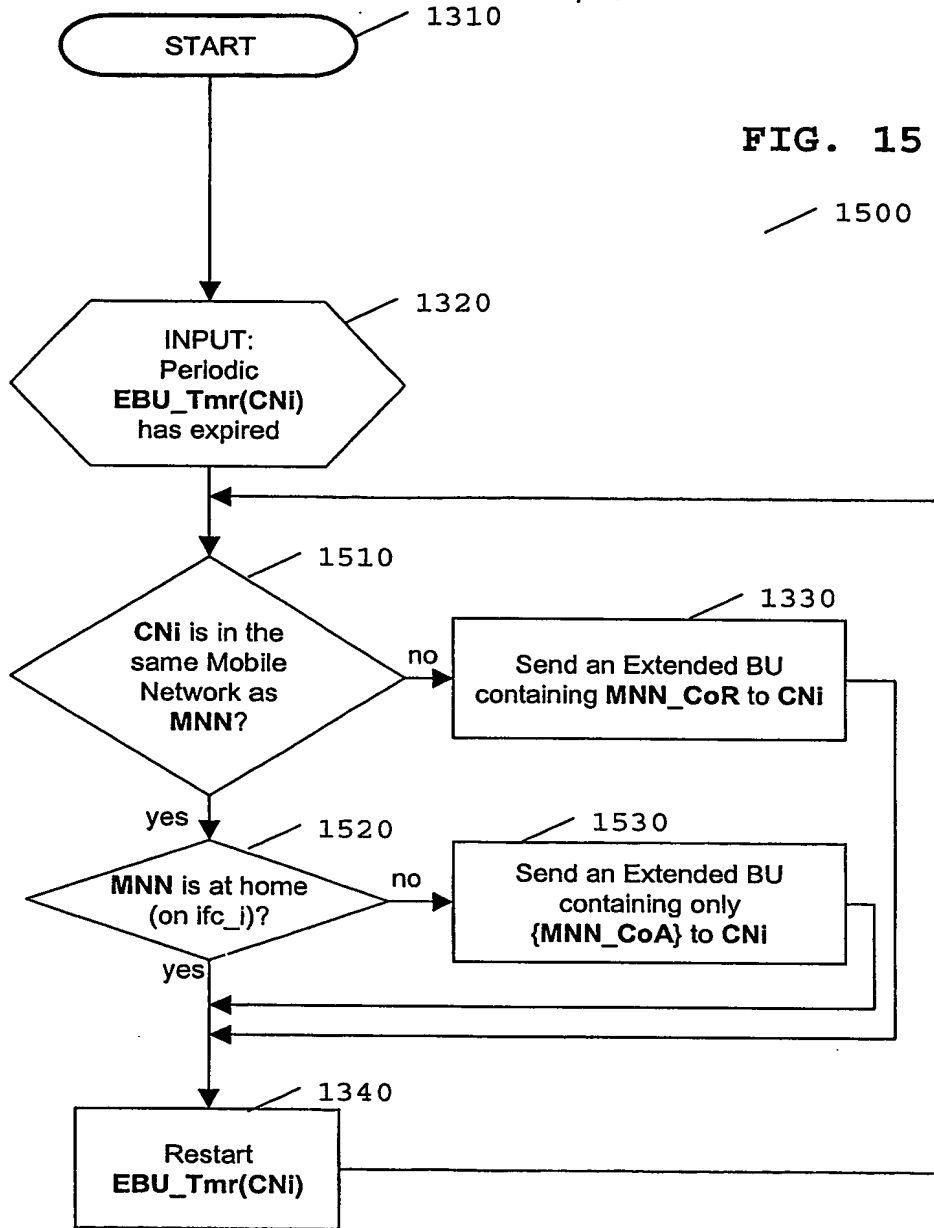 1310
START
FIG. 15
1500
1320
INPUT:
Periodic
EBU_Tmr(CNi)
has expired
1510
CNi is in the
same Mobile
Network as
MNN?
no
1330
Send an Extended BU
containing MNN_CoR to CNi
yes
1520
MNN is at home
(on ifc_i)?
no
1530
Send an Extended BU
containing only
{MNN_CoA} to CNi
yes
1340
Restart
EBU_Tmr(CNi)